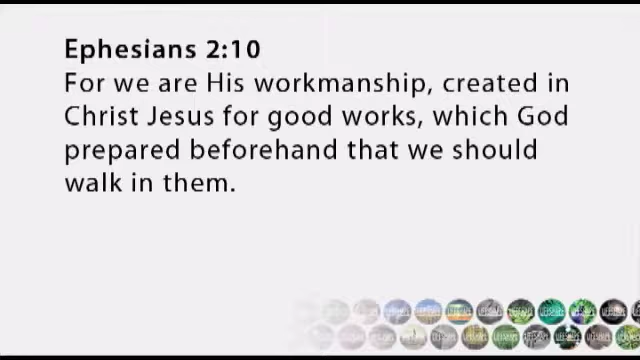 Ephesians 2:10
For we are His workmanship, created in
Christ Jesus for good works, which God
prepared beforehand that we should
walk in them.